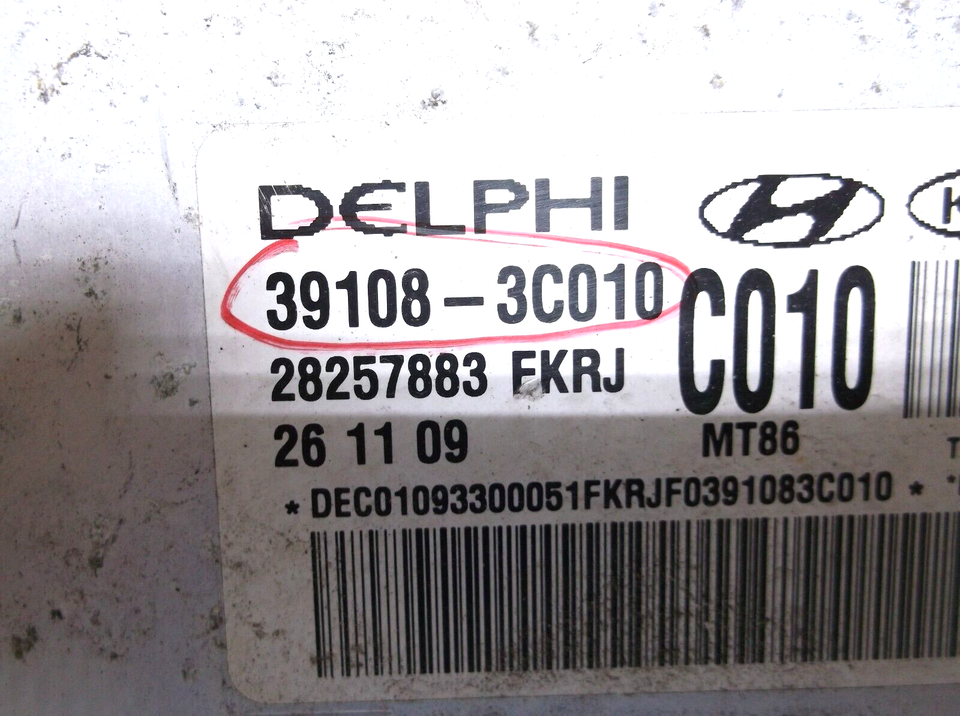 DELPHI
39108-3C010
C010
28257883 FKRJ
26 11 09
MT86
* DEC01093300051FKRJF0391083C010 *